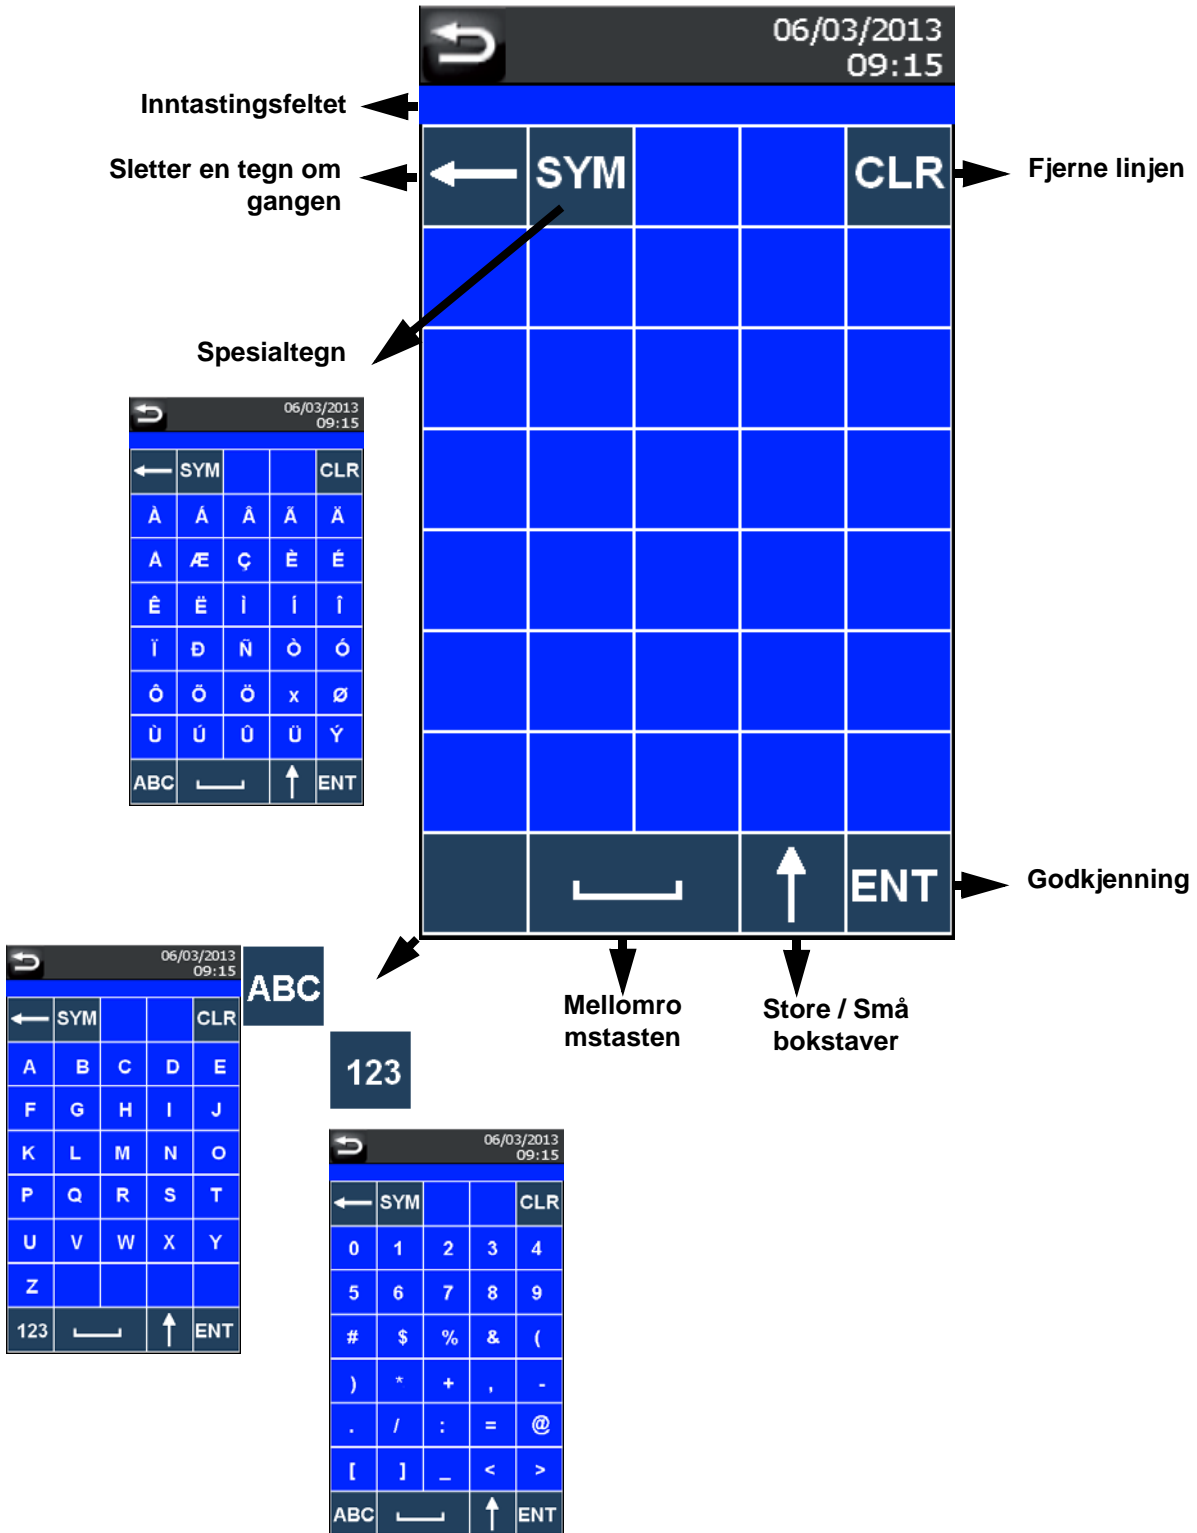 06/03/2013
09:15
Inntastingsfeltet
Sletter en tegn om
gangen
SYM
CLR
Fjerne linjen
Spesialtegn
06/03/2013
09:15
SYM CLR
À Á Â Ã Ä
A Æ Ç È É
Ê Ë Ì Í Î
Ï Ð Ñ Ò Ó
Ô Õ Ö x Ø
Ù Ú Û Ü Ý
ABC ENT
ENT
Godkjenning
Mellomro
mstasten
Store / Små
bokstaver
ABC
123
06/03/2013
09:15
SYM CLR
A B C D E
F G H I J
K L M N O
P Q R S T
U V W X Y
Z
123 ENT
06/03/2013
09:15
SYM CLR
0 1 2 3 4
5 6 7 8 9
# $ % & (
) * + , -
. / : = @
[ ] _ < >
ABC ENT